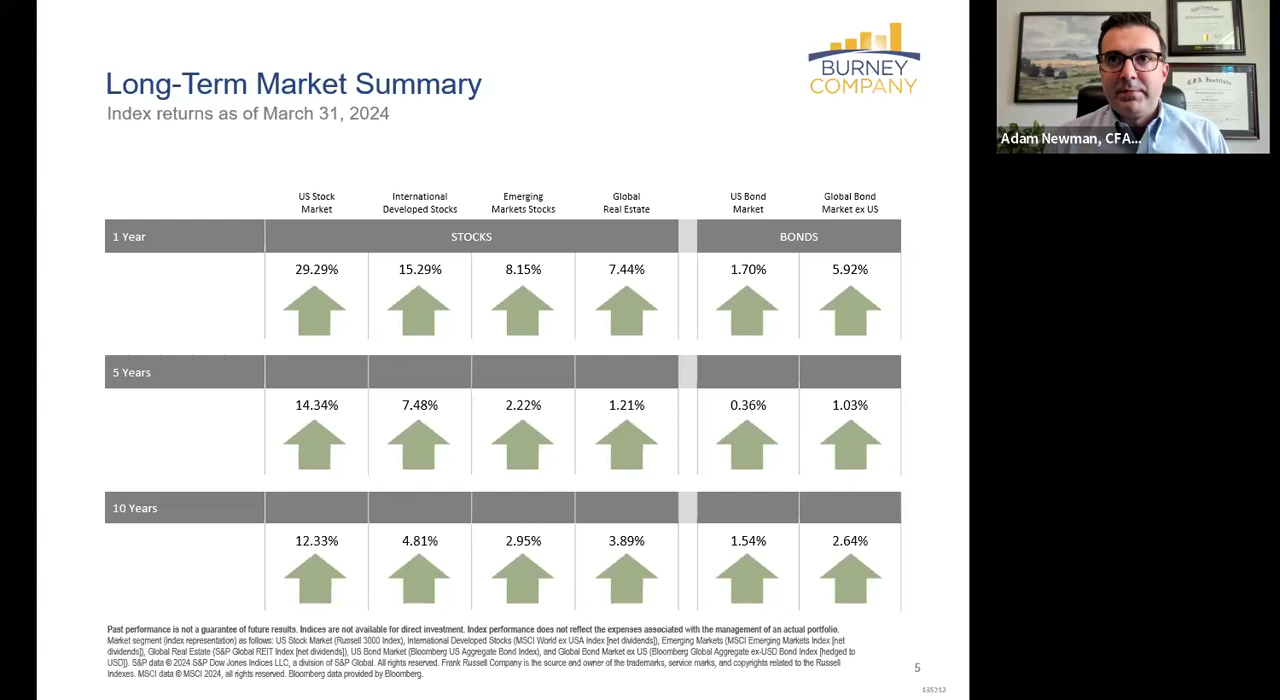 BURNEY
COMPANY
Long-Term Market Summary
Index returns as of March 31, 2024
Adam Newman, CFA...
US Stock Market
International Developed Stocks
Emerging Markets Stocks
Global Real Estate
US Bond Market
Global Bond Market ex US
1 Year STOCKS BONDS
29.29% 15.29% 8.15% 7.44% 1.70% 5.92%
5 Years
14.34% 7.48% 2.22% 1.21% 0.36% 1.03%
10 Years
12.33% 4.81% 2.95% 3.89% 1.54% 2.64%
Past performance is not a guarantee of future results. Indices are not available for direct investment. Index performance does not reflect the expenses associated with the management of an actual portfolio.
Market segment (index representation) as follows: US Stock Market (Russell 3000 Index), International Developed Stocks (MSCI World ex USA Index [net dividends]), Emerging Markets (MSCI Emerging Markets Index [net
dividends]), Global Real Estate (S&P Global REIT Index [net dividends]), US Bond Market (Bloomberg US Aggregate Bond Index), and Global Bond Market ex US (Bloomberg Global Aggregate ex-USD Bond Index [hedged to
USD]). S&P data © 2024 S&P Dow Jones Indices LLC, a division of S&P Global. All rights reserved. Frank Russell Company is the source and owner of the trademarks, service marks, and copyrights related to the Russell
Indexes. MSCI data © MSCI 2024, all rights reserved. Bloomberg data provided by Bloomberg.
5
135212